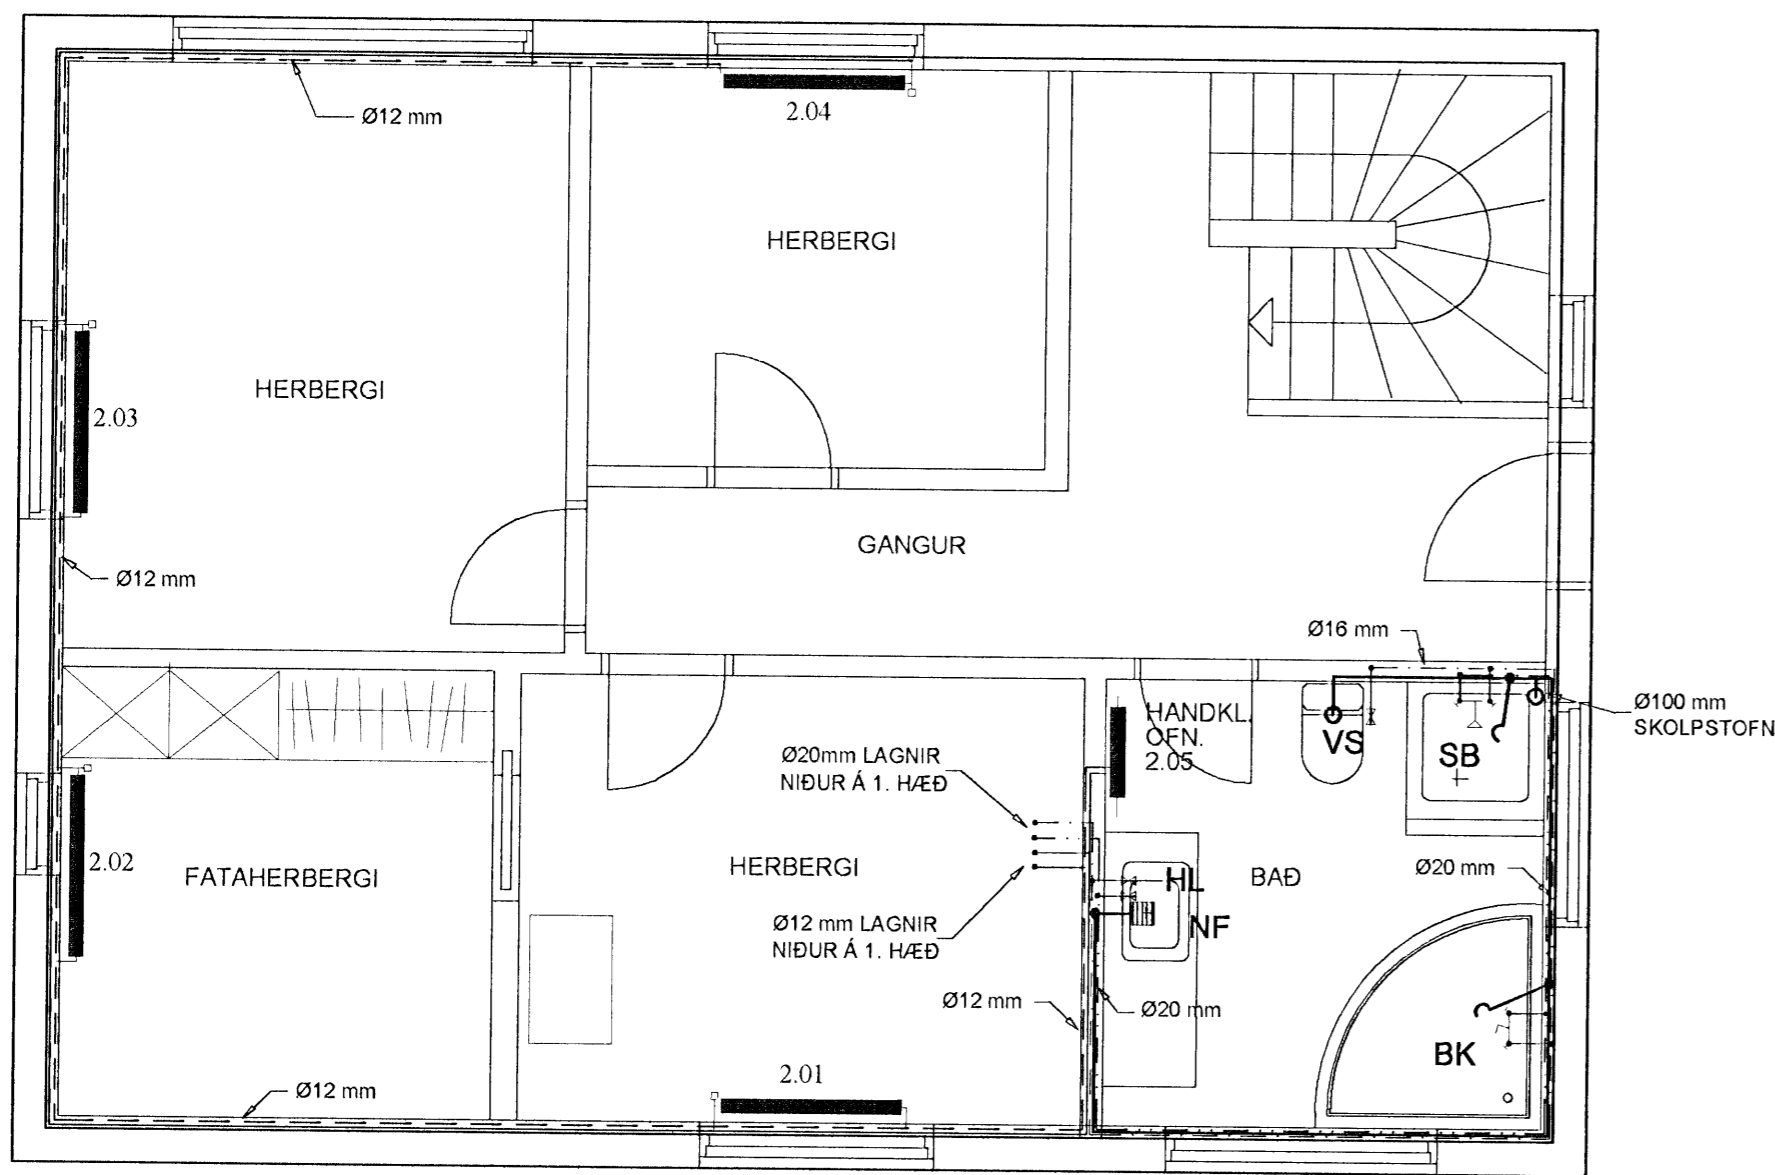 Ø12 mm
2.04
HERBERGI
HERBERGI
2.03
GANGUR
Ø12 mm
Ø16 mm
Ø100 mm
SKOLPSTOFN
HANDKL.
OFN.
2.05
VS
SB
Ø20mm LAGNIR
NIÐUR Á 1. HÆÐ
2.02
FATAHERBERGI
HERBERGI
HL
BAÐ
Ø20 mm
Ø12 mm LAGNIR
NIÐUR Á 1. HÆÐ
NF
Ø12 mm
Ø20 mm
BK
2.01
Ø12 mm